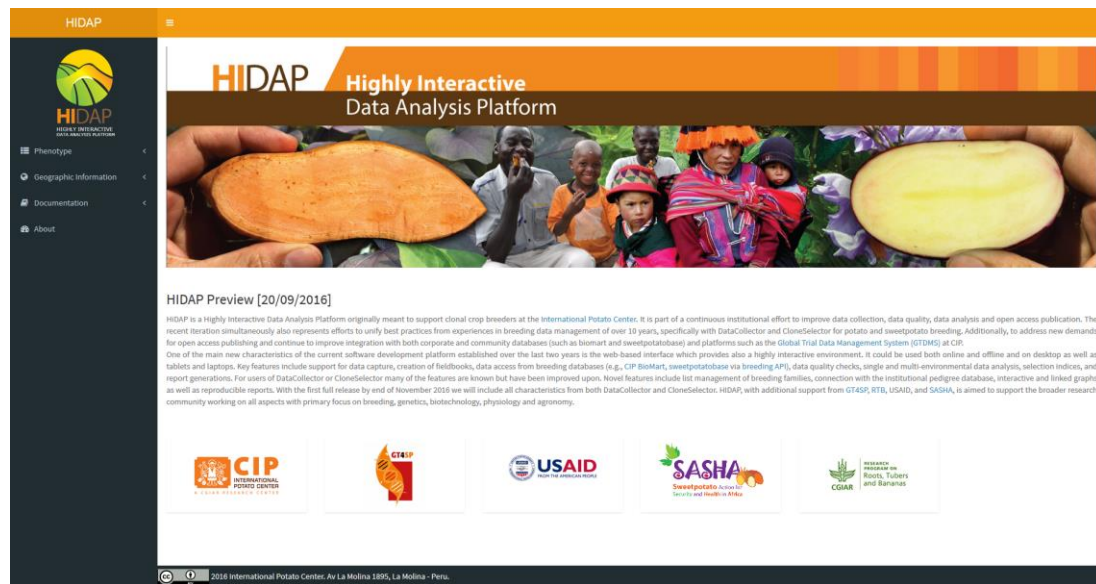 HIDAP
HIDAP
HIGHLY INTERACTIVE
DATA ANALYSIS PLATFORM
Phenotype
Geographic Information
Documentation
About
HIDAP
Highly Interactive
Data Analysis Platform
HIDAP Preview [20/09/2016]
HIDAP is a Highly Interactive Data Analysis Platform originally meant to support clonal crop breeders at the International Potato Center. It is part of a continuous institutional effort to improve data collection, data quality, data analysis and open access publication. The
recent iteration simultaneously also represents efforts to unify best practices from experiences in breeding data management of over 10 years, specifically with DataCollector and CloneSelector for potato and sweetpotato breeding. Additionally, to address new demands
for open access publishing and continue to improve integration with both corporate and community databases (such as biomart and sweetpotatobase) and platforms such as the Global Trial Data Management System (GTDMS) at CIP.
One of the main new characteristics of the current software development platform established over the last two years is the web-based interface which provides also a highly interactive environment. It could be used both online and offline and on desktop as well as
tablets and laptops. Key features include support for data capture, creation of fieldbooks, data access from breeding databases (e.g., CIP BioMart, sweetpotatobase via breeding API), data quality checks, single and multi-environmental data analysis, selection indices, and
report generations. For users of DataCollector or CloneSelector many of the features are known but have been improved upon. Novel features include list management of breeding families, connection with the institutional pedigree database, interactive and linked graphs
as well as reproducible reports. With the first full release by end of November 2016 we will include all characteristics from both DataCollector and CloneSelector. HIDAP, with additional support from GT4SP, RTB, USAID, and SASHA, is aimed to support the broader research
community working on all aspects with primary focus on breeding, genetics, biotechnology, physiology and agronomy.
CIP
INTERNATIONAL
POTATO CENTER
A CGIAR RESEARCH CENTER
GT4SP
USAID
FROM THE AMERICAN PEOPLE
SASHA
Sweetpotato Action for
Security and Health in Africa
CGIAR
RESEARCH
PROGRAM ON
Roots, Tubers
and Bananas
cc
2016 International Potato Center. Av La Molina 1895, La Molina - Peru.